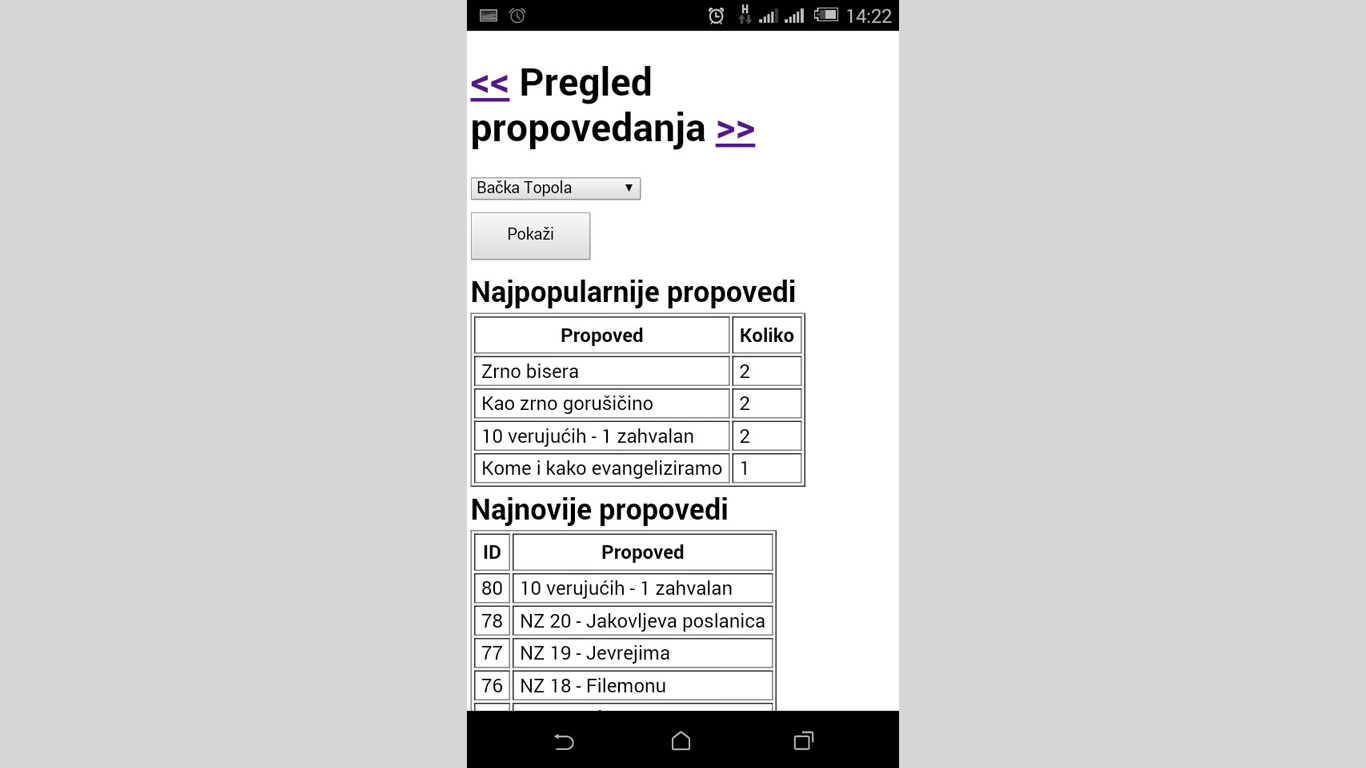 H 14:22
<< Pregled
propovedanja >>
Bačka Topola
Pokaži
Najpopularnije propovedi
Propoved Koliko
Zrno bisera 2
Kao zrno gorušičino 2
10 verujućih - 1 zahvalan 2
Kome i kako evangeliziramo 1
Najnovije propovedi
ID Propoved
80 10 verujućih - 1 zahvalan
78 NZ 20 - Jakovljeva poslanica
77 NZ 19 - Jevrejima
76 NZ 18 - Filemonu